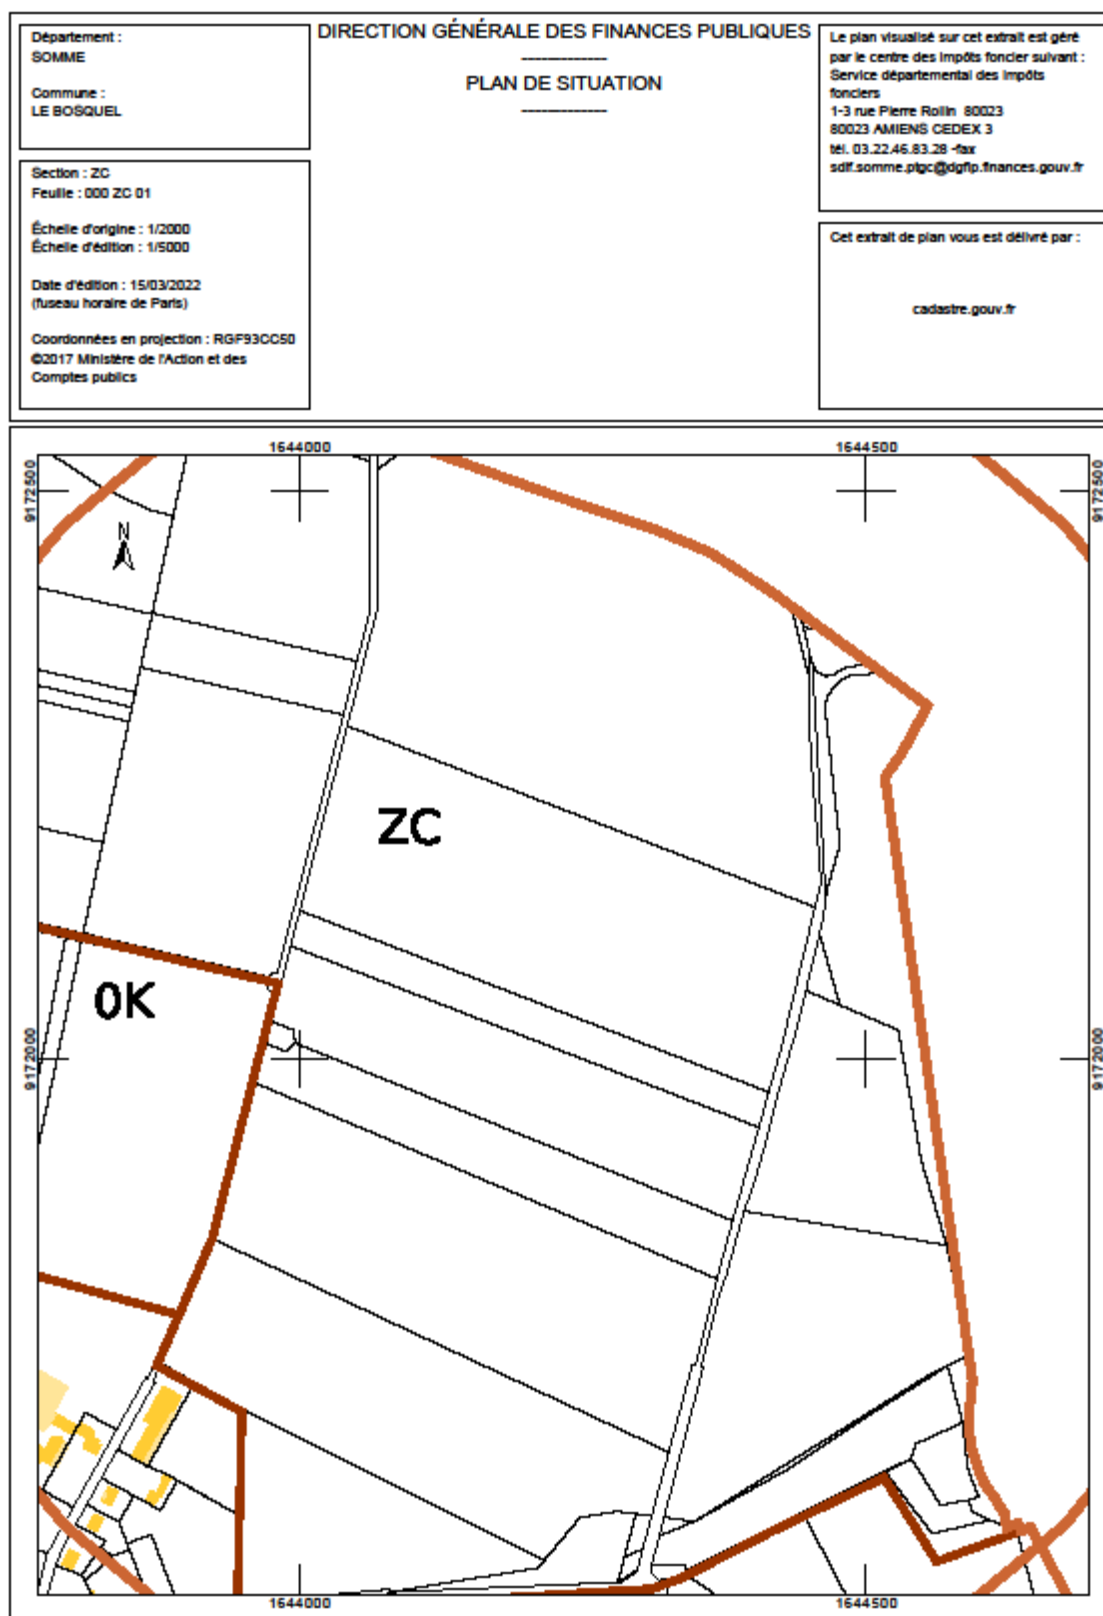 Département :
SOMME
Commune :
LE BOSQUEL
Section : ZC
Feuille : 000 ZC 01
Échelle d'origine : 1/2000
Échelle d'édition : 1/5000
Date d'édition : 15/03/2022
(fuseau horaire de Paris)
Coordonnées en projection : RGF93CC50
©2017 Ministère de l'Action et des
Comptes publics
DIRECTION GÉNÉRALE DES FINANCES PUBLIQUES
PLAN DE SITUATION
Le plan visualisé sur cet extrait est géré
par le centre des impôts foncier suivant :
Service départemental des impôts
fonciers
1-3 rue Pierre Rollin 80023
80023 AMIENS CEDEX 3
tél. 03.22.46.83.28 -fax
sdif.somme.ptgc@dgfip.finances.gouv.fr
Cet extrait de plan vous est délivré par :
cadastre.gouv.fr
1644000
1644500
9172500
9172500
N
ZC
0K
9172000
9172000
1644000
1644500